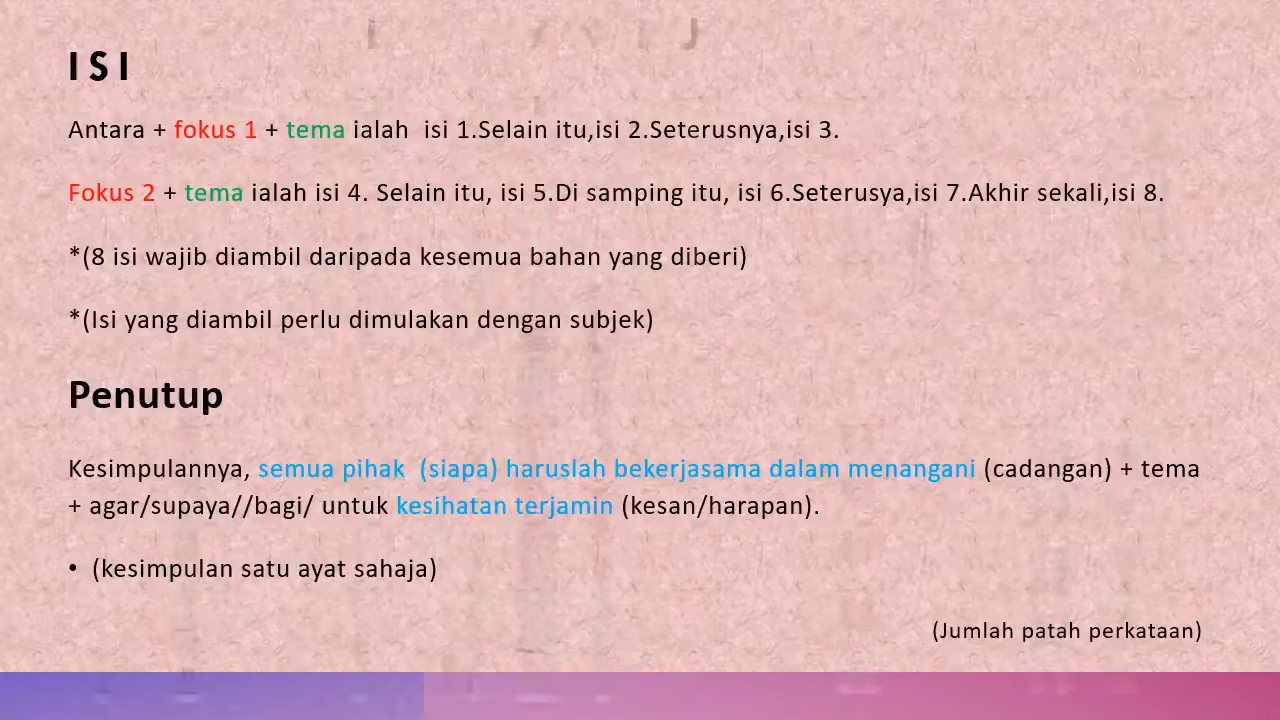 ISI
Antara + fokus 1 + tema ialah  isi 1.Selain itu,isi 2.Seterusnya,isi 3.
Fokus 2 + tema ialah isi 4. Selain itu, isi 5.Di samping itu, isi 6.Seterusya,isi 7.Akhir sekali,isi 8.
*(8 isi wajib diambil daripada kesemua bahan yang diberi)
*(Isi yang diambil perlu dimulakan dengan subjek)
Penutup
Kesimpulannya, semua pihak  (siapa) haruslah bekerjasama dalam menangani (cadangan) + tema
+ agar/supaya//bagi/ untuk kesihatan terjamin (kesan/harapan).
• (kesimpulan satu ayat sahaja)
(Jumlah patah perkataan)